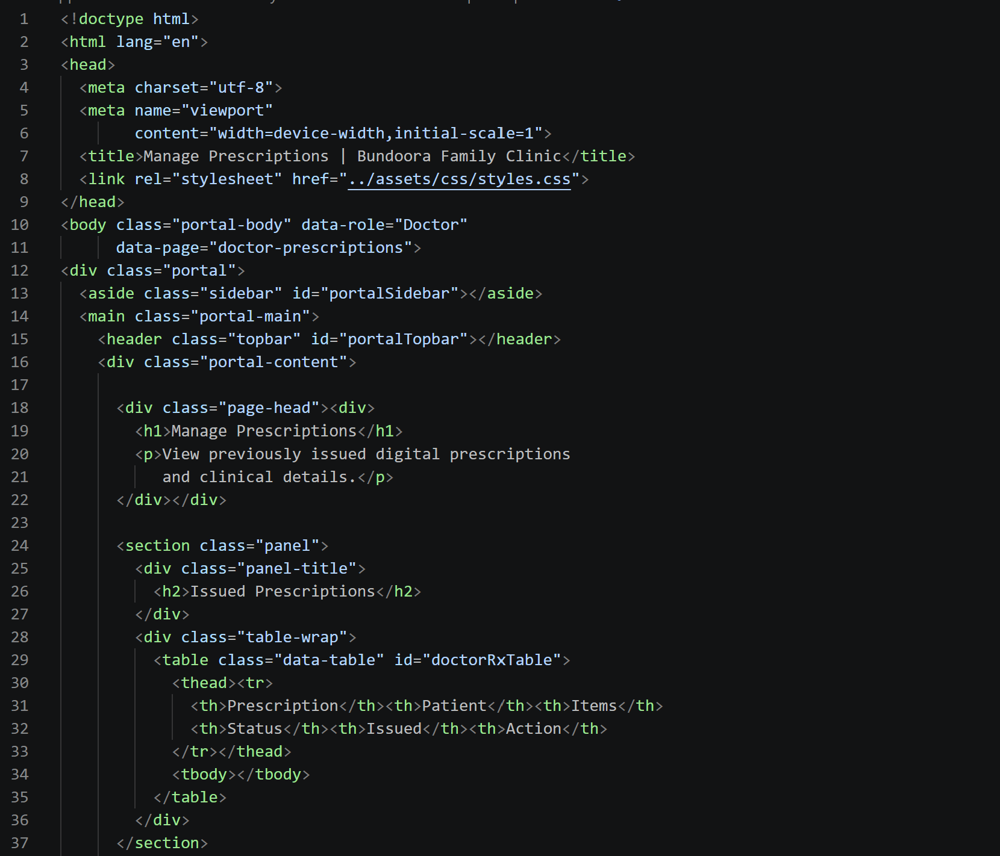 1 <!doctype html>
2 <html lang="en">
3 <head>
4   <meta charset="utf-8">
5   <meta name="viewport"
6         content="width=device-width,initial-scale=1">
7   <title>Manage Prescriptions | Bundoora Family Clinic</title>
8   <link rel="stylesheet" href="../assets/css/styles.css">
9 </head>
10 <body class="portal-body" data-role="Doctor"
11       data-page="doctor-prescriptions">
12 <div class="portal">
13   <aside class="sidebar" id="portalSidebar"></aside>
14   <main class="portal-main">
15     <header class="topbar" id="portalTopbar"></header>
16     <div class="portal-content">
17
18       <div class="page-head"><div>
19         <h1>Manage Prescriptions</h1>
20         <p>View previously issued digital prescriptions
21            and clinical details.</p>
22       </div></div>
23
24       <section class="panel">
25         <div class="panel-title">
26           <h2>Issued Prescriptions</h2>
27         </div>
28         <div class="table-wrap">
29           <table class="data-table" id="doctorRxTable">
30             <thead><tr>
31               <th>Prescription</th><th>Patient</th><th>Items</th>
32               <th>Status</th><th>Issued</th><th>Action</th>
33             </tr></thead>
34             <tbody></tbody>
35           </table>
36         </div>
37       </section>